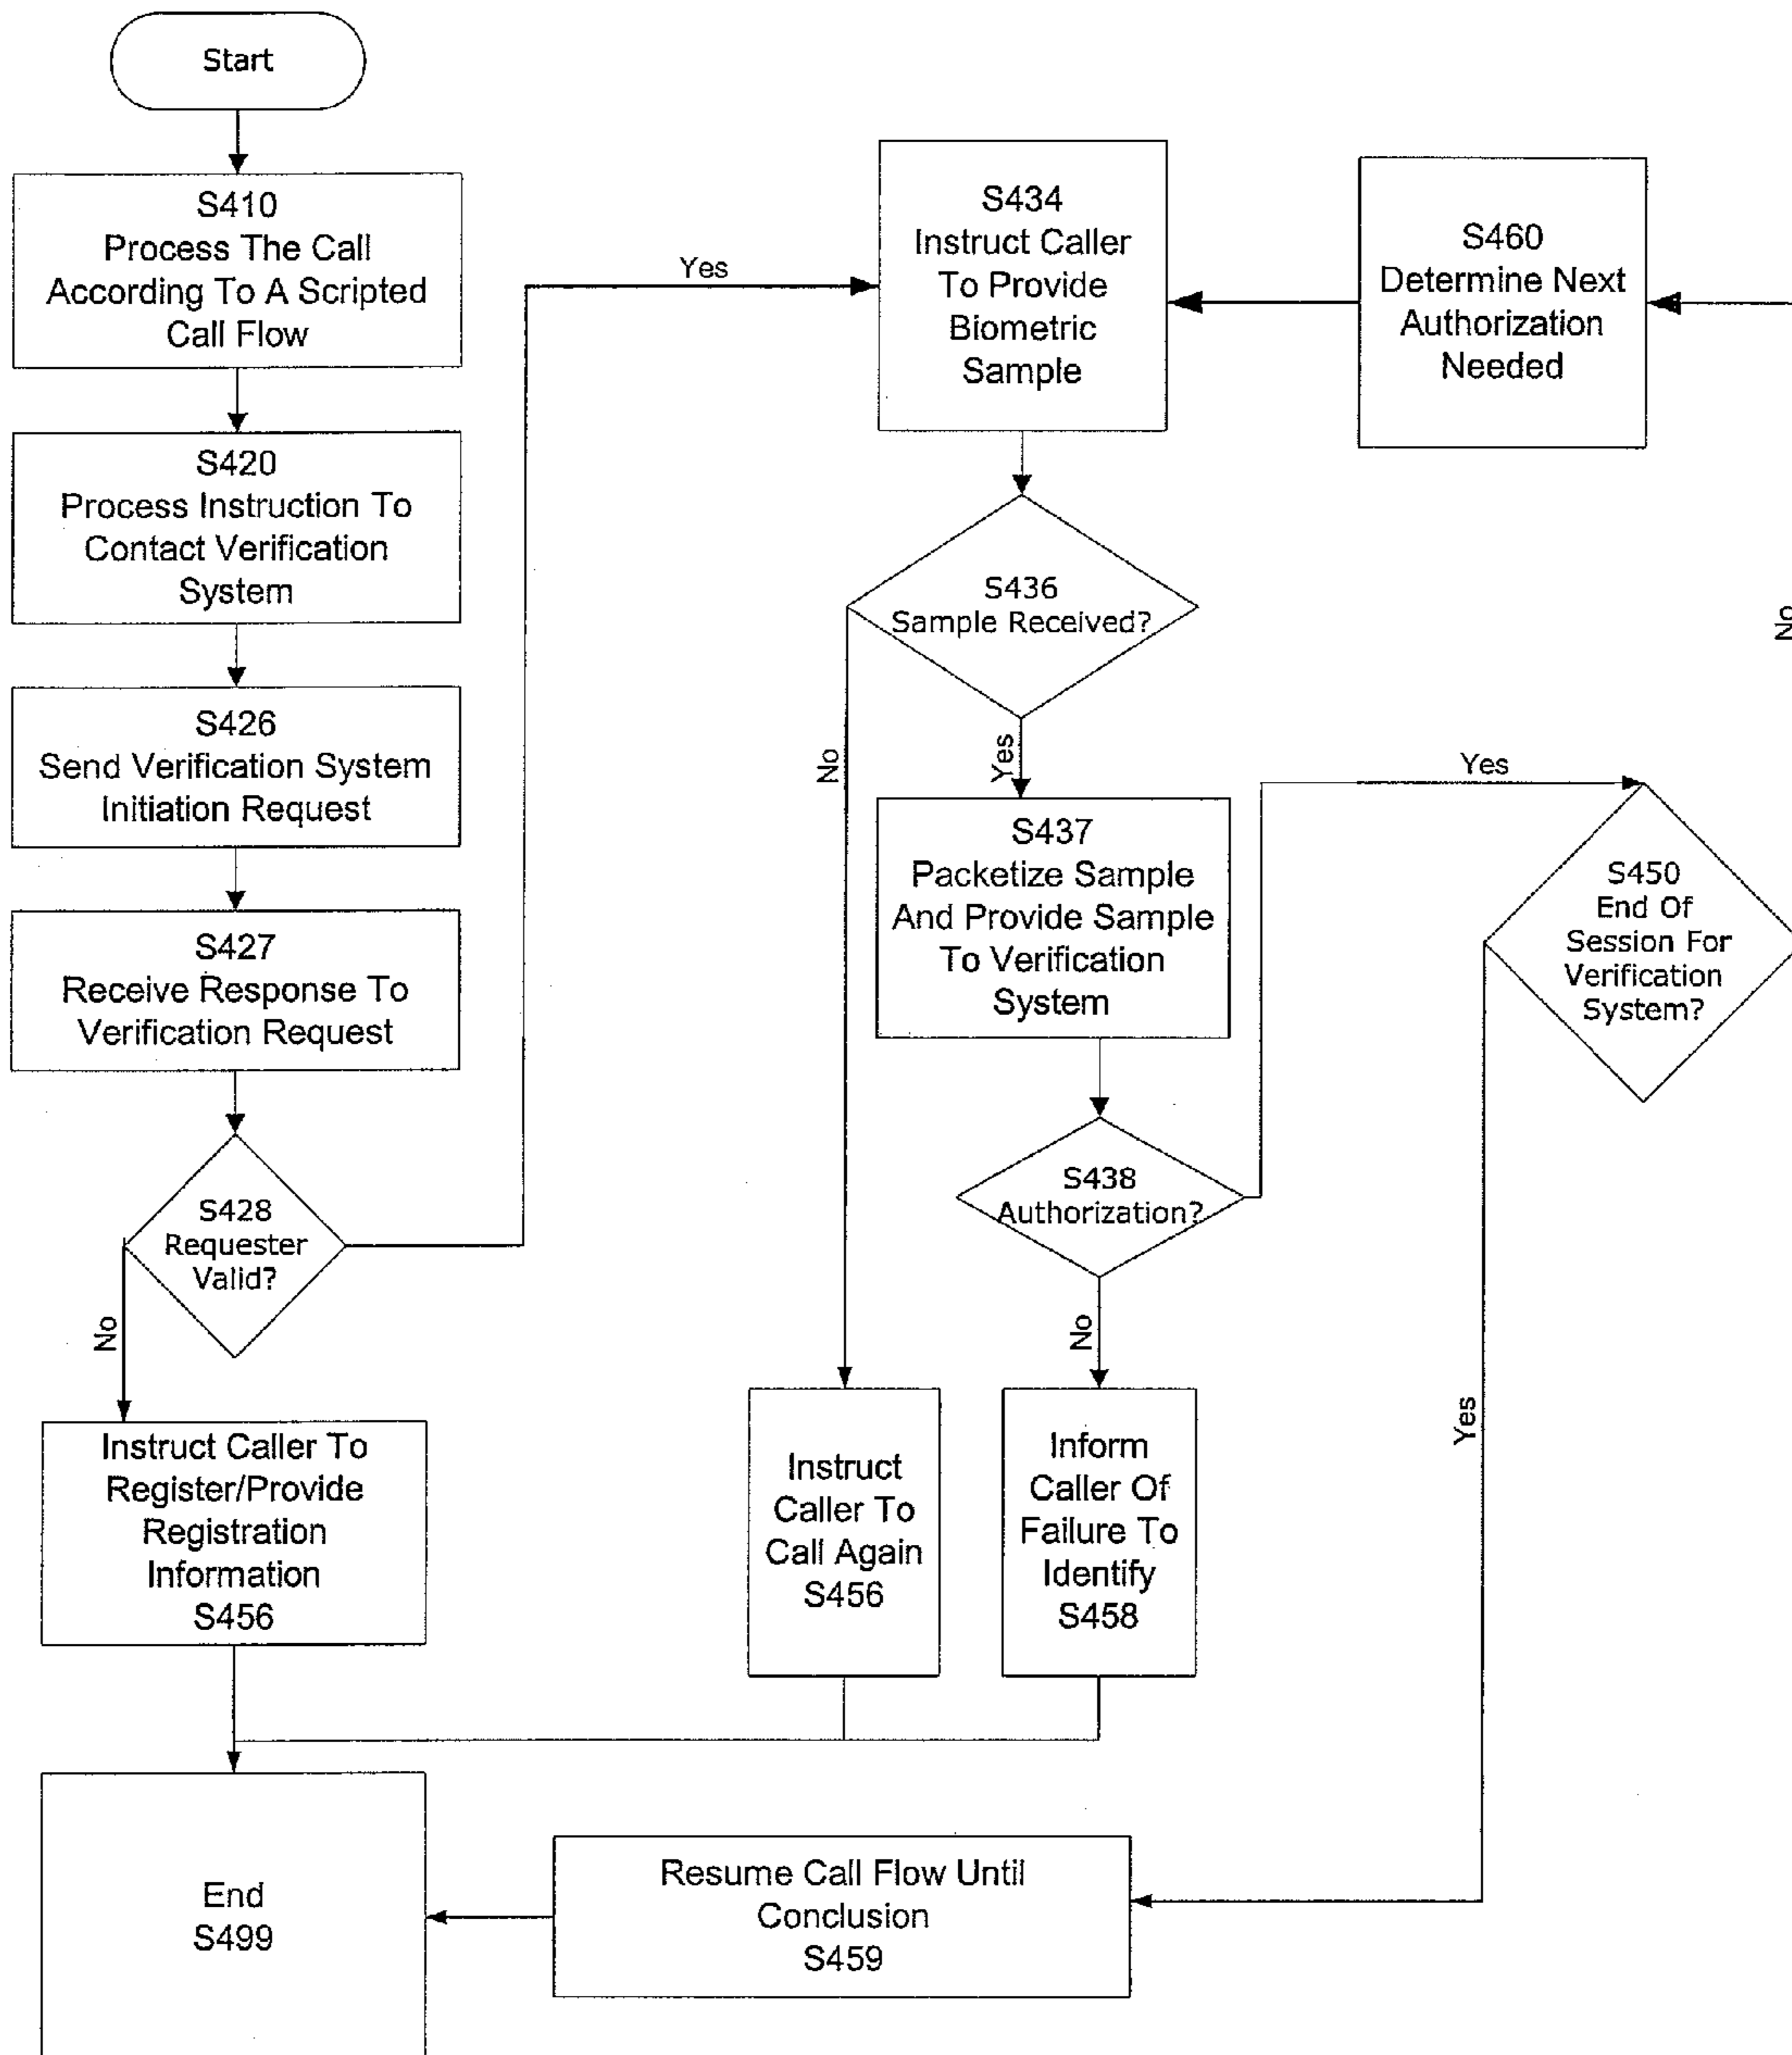 Start
S410
Process The Call
According To A Scripted
Call Flow
S420
Process Instruction To
Contact Verification
System
S426
Send Verification System
Initiation Request
S427
Receive Response To
Verification Request
S428
Requester
Valid?
No
Yes
Instruct Caller To
Register/Provide
Registration
Information
S456
S434
Instruct Caller
To Provide
Biometric
Sample
S460
Determine Next
Authorization
Needed
S436
Sample Received?
No
Yes
No
S437
Packetize Sample
And Provide Sample
To Verification
System
S438
Authorization?
Yes
No
S450
End Of
Session For
Verification
System?
Yes
Instruct
Caller To
Call Again
S456
Inform
Caller Of
Failure To
Identify
S458
Resume Call Flow Until
Conclusion
S459
End
S499